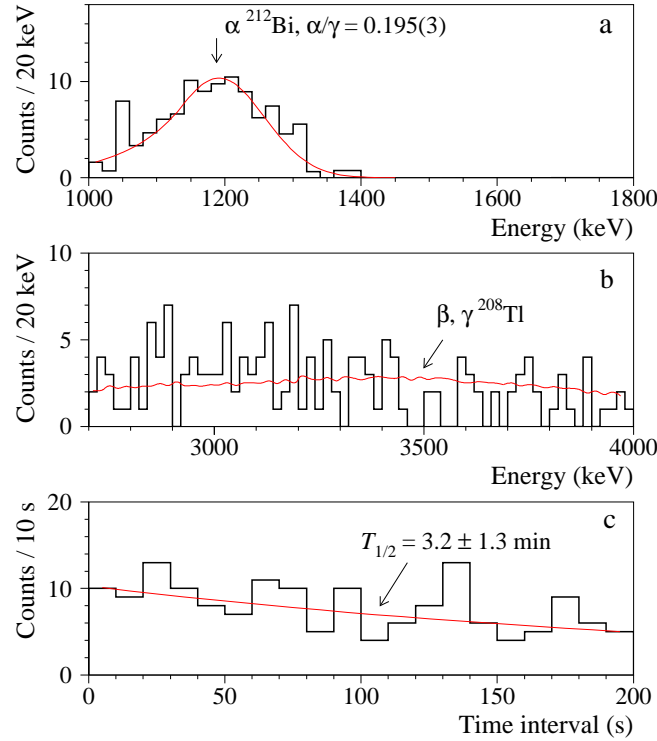 α ²¹²Bi, α/γ = 0.195(3)
a
Counts / 20 keV
10
0
1000 1200 1400 1600 1800
Energy (keV)
b
β, γ ²⁰⁸Tl
Counts / 20 keV
10
5
0
3000 3500 4000
Energy (keV)
c
T₁/₂ = 3.2 ± 1.3 min
Counts / 10 s
20
10
0
0 50 100 150 200
Time interval (s)